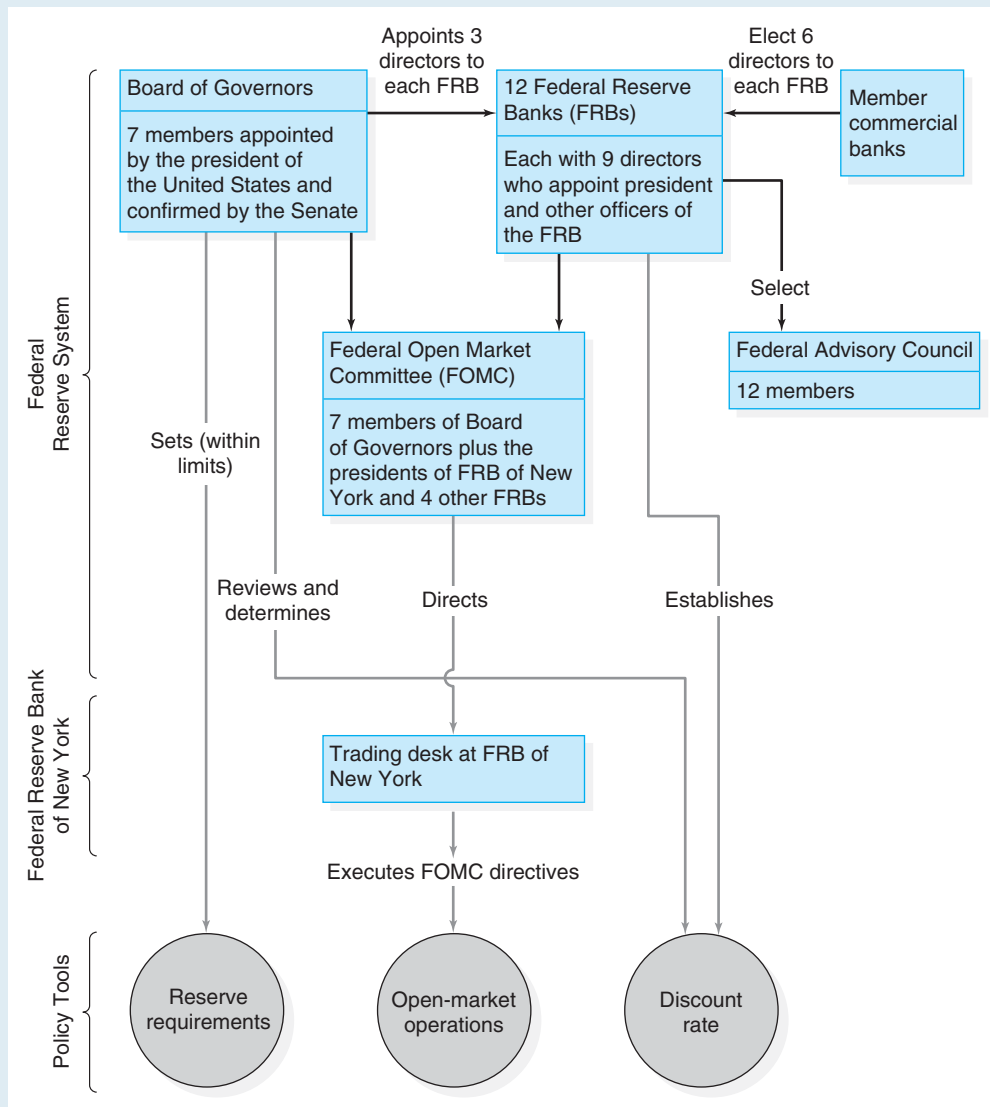 Appoints 3
directors to
each FRB
Elect 6
directors to
each FRB
Board of Governors
7 members appointed
by the president of
the United States and
confirmed by the Senate
12 Federal Reserve
Banks (FRBs)
Each with 9 directors
who appoint president
and other officers of
the FRB
Member
commercial
banks
Select
Federal Open Market
Committee (FOMC)
7 members of Board
of Governors plus the
presidents of FRB of New
York and 4 other FRBs
Federal Advisory Council
12 members
Federal
Reserve System
Sets (within
limits)
Reviews and
determines
Directs
Establishes
Federal Reserve Bank
of New York
Trading desk at FRB of
New York
Executes FOMC directives
Policy Tools
Reserve
requirements
Open-market
operations
Discount
rate